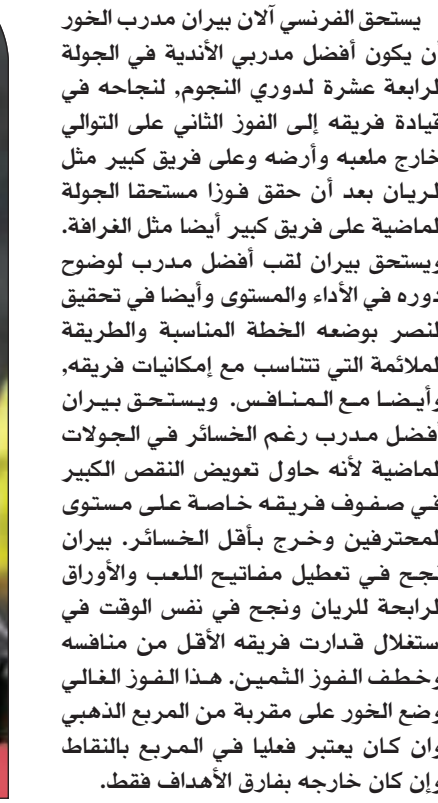 يستحق الفرنسي آلان بيران مدرب الخور
أن يكون أفضل مدربي الأندية في الجولة
الرابعة عشرة لدوري النجوم, لنجاحه في
قيادة فريقه إلى الفوز الثاني على التوالي
خارج ملعبه وأرضه وعلى فريق كبير مثل
الريان بعد أن حقق فوزا مستحقا الجولة
الماضية على فريق كبير أيضا مثل الغرافة.
ويستحق بيران لقب أفضل مدرب لوضوح
دوره في الأداء والمستوى وأيضا في تحقيق
النصر بوضعه الخطة المناسبة والطريقة
الملائمة التي تتناسب مع إمكانيات فريقه,
وأيضا مع المنافس. ويستحق بيران
أفضل مدرب رغم الخسائر في الجولات
الماضية لأنه حاول تعويض النقص الكبير
في صفوف فريقه خاصة على مستوى
المحترفين وخرج بأقل الخسائر. بيران
نجح في تعطيل مفاتيح اللعب والأوراق
الرابحة للريان ونجح في نفس الوقت في
استغلال قدارت فريقه الأقل من منافسه
وخطف الفوز الثمين. هذا الفوز الغالي
وضع الخور على مقربة من المربع الذهبي
وان كان يعتبر فعليا في المربع بالنقاط
وإن كان خارجه بفارق الأهداف فقط.